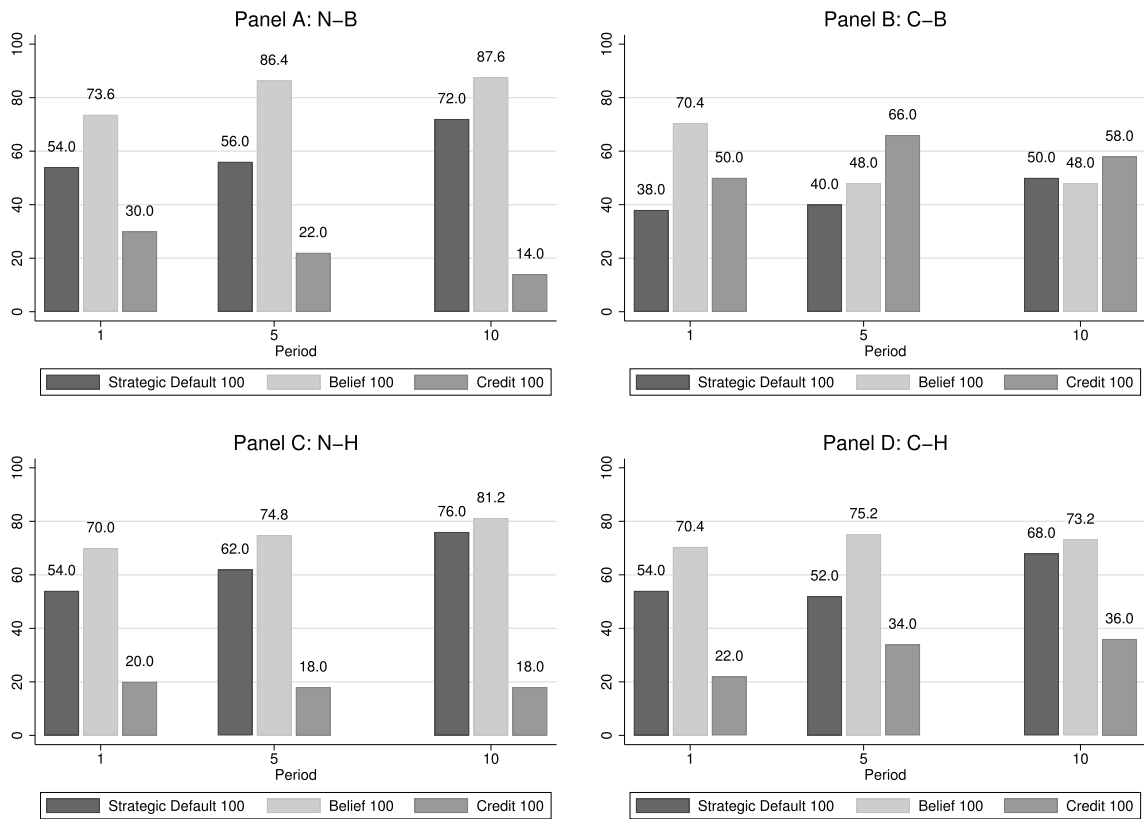 Panel A: N–B
100
80
60
40
20
0
54.0 73.6 30.0 56.0 86.4 22.0 72.0 87.6 14.0
1 5 10
Period
Strategic Default 100 Belief 100 Credit 100
Panel B: C–B
100
80
60
40
20
0
38.0 70.4 50.0 40.0 48.0 66.0 50.0 48.0 58.0
1 5 10
Period
Strategic Default 100 Belief 100 Credit 100
Panel C: N–H
100
80
60
40
20
0
54.0 70.0 20.0 62.0 74.8 18.0 76.0 81.2 18.0
1 5 10
Period
Strategic Default 100 Belief 100 Credit 100
Panel D: C–H
100
80
60
40
20
0
54.0 70.4 22.0 52.0 75.2 34.0 68.0 73.2 36.0
1 5 10
Period
Strategic Default 100 Belief 100 Credit 100